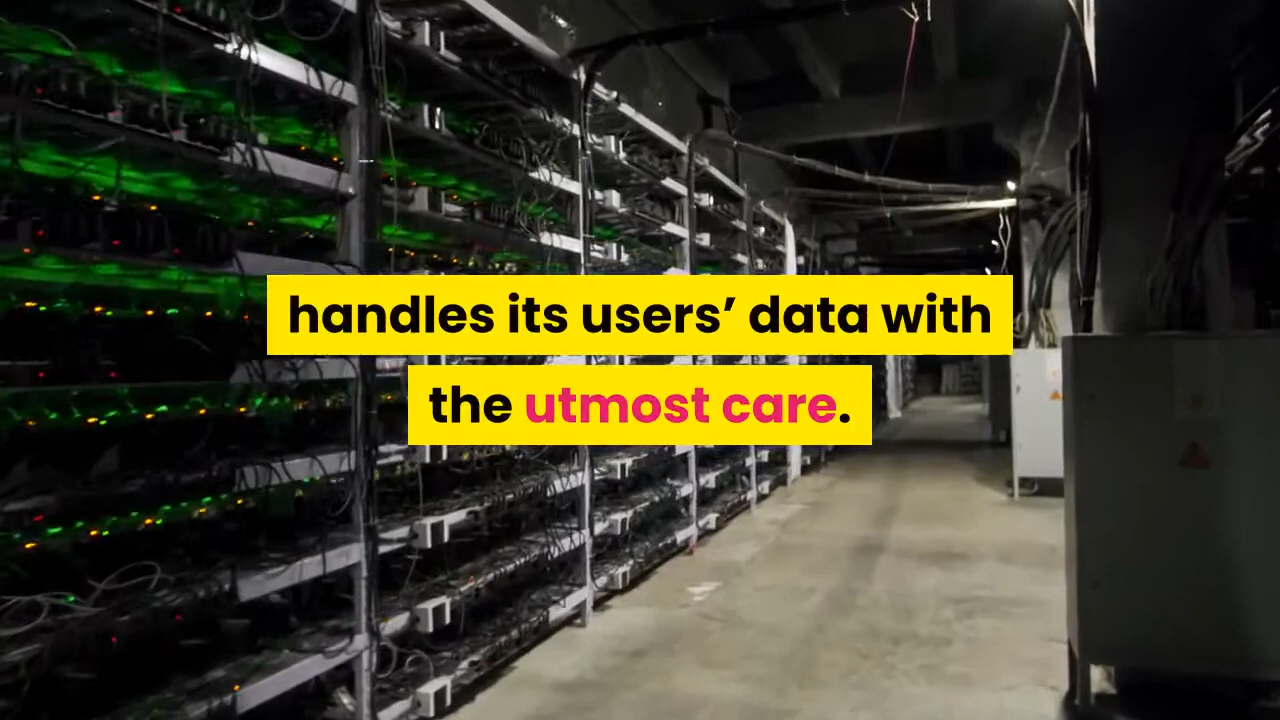 handles its users’ data with
the utmost care.